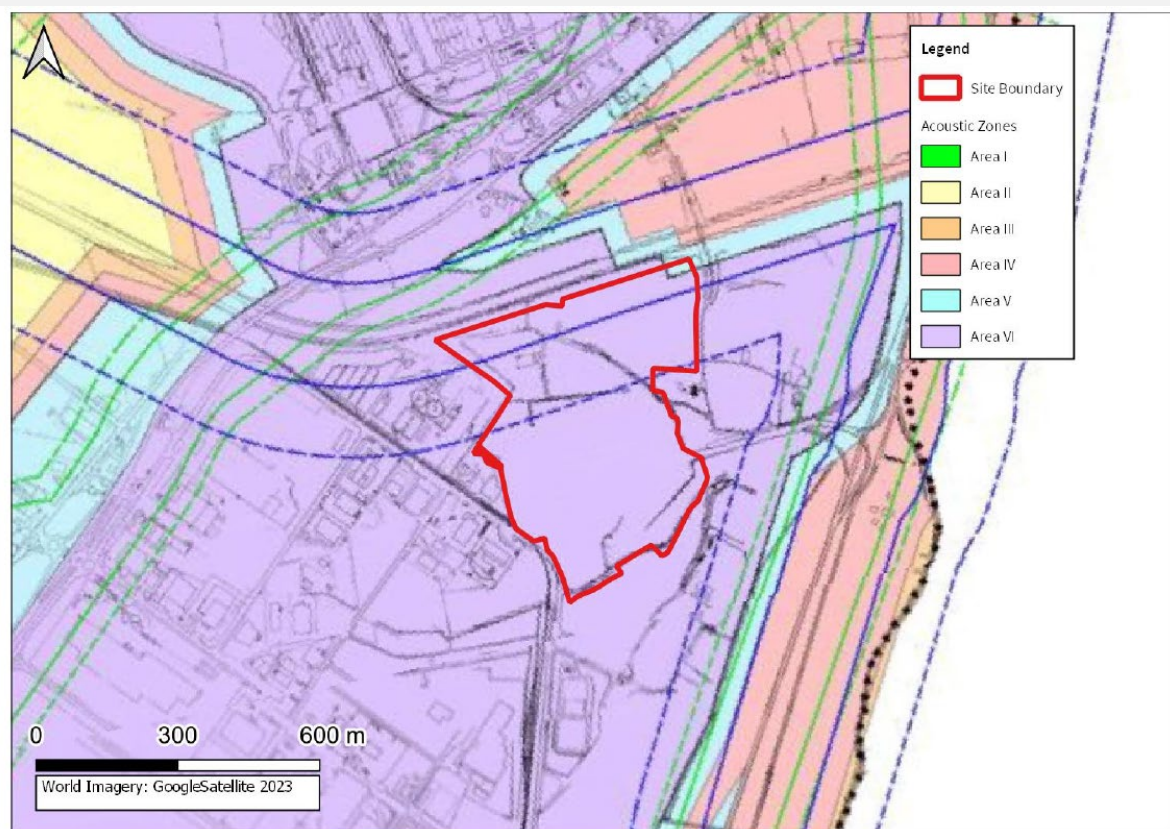 Legend
Site Boundary
Acoustic Zones
Area I
Area II
Area III
Area IV
Area V
Area VI
0 300 600 m
World Imagery: GoogleSatellite 2023